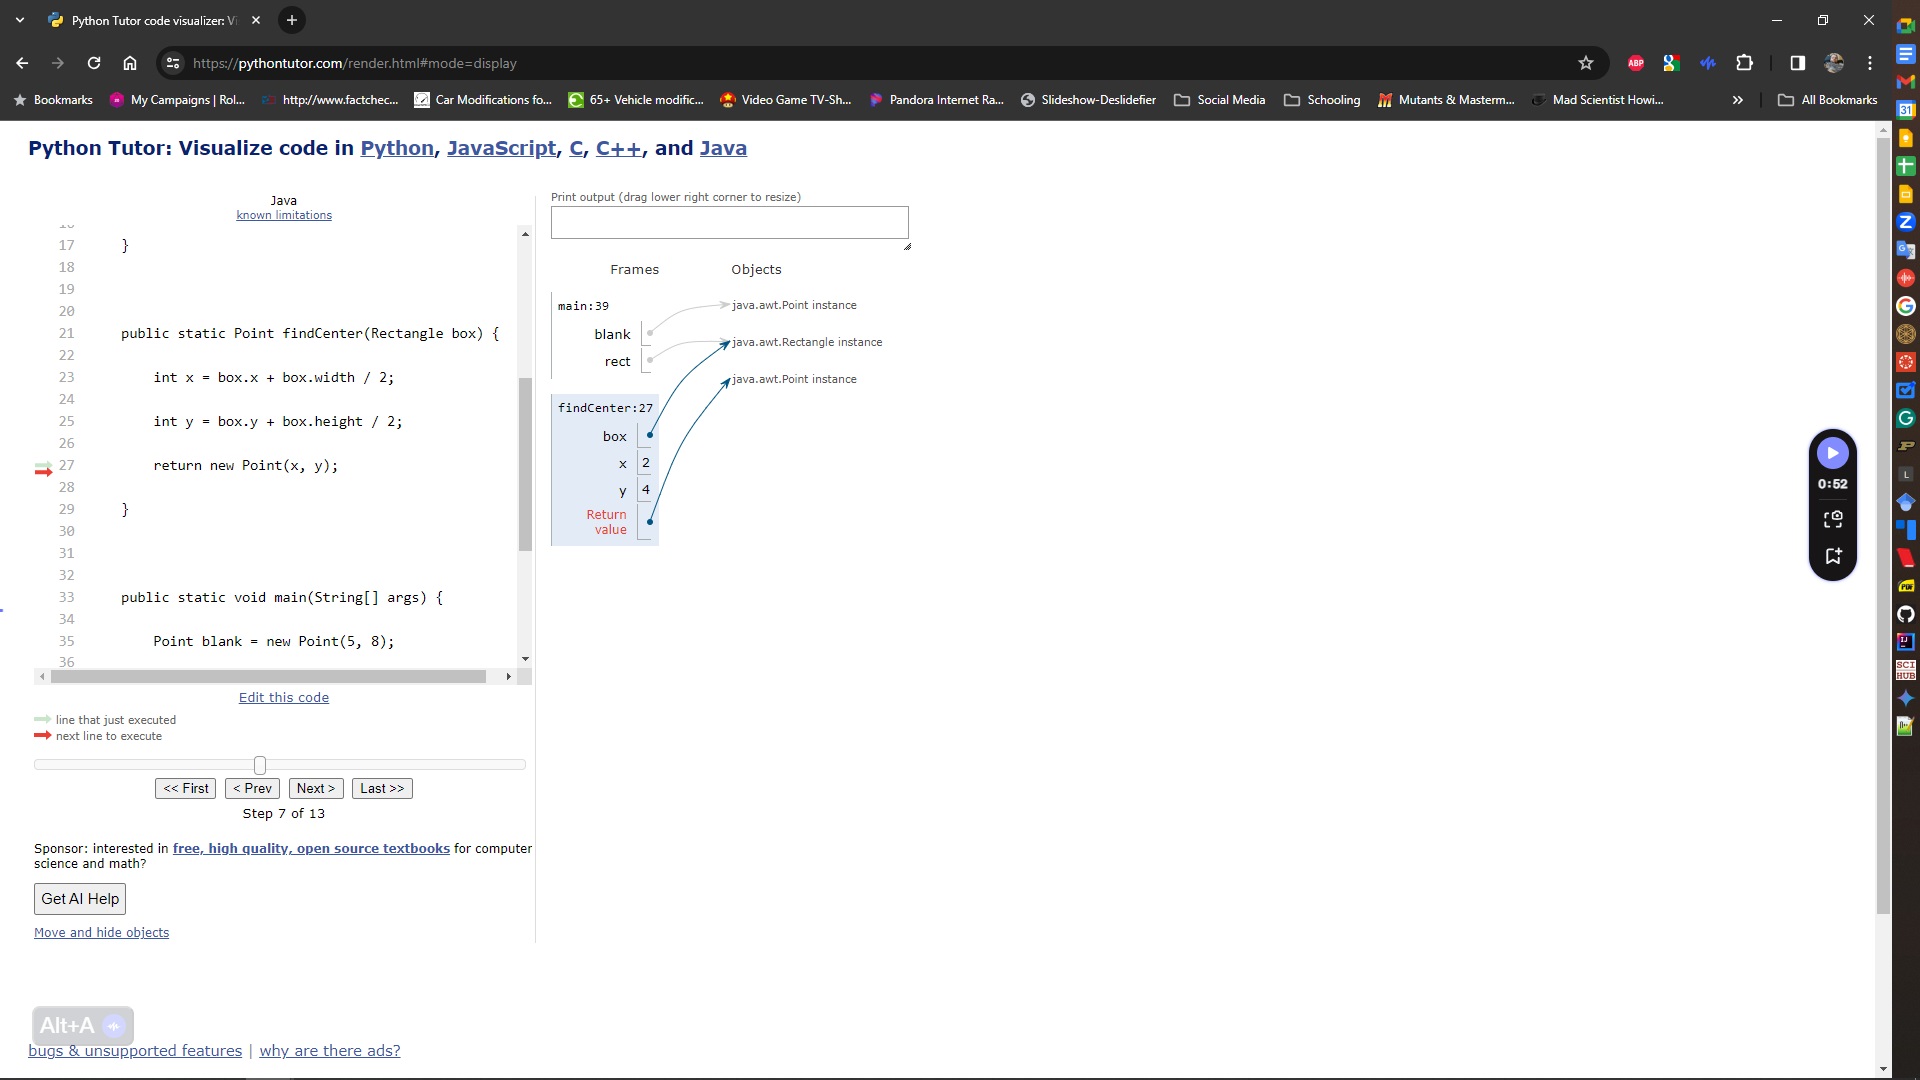 Python Tutor code visualizer: Vi
https://pythontutor.com/render.html#mode=display
ABP
Bookmarks
My Campaigns | Rol...
http://www.factchec...
Car Modifications fo...
65+ Vehicle modific...
Video Game TV-Sh...
Pandora Internet Ra...
Slideshow-Deslidefier
Social Media
Schooling
Mutants & Masterm...
Mad Scientist Howi...
»
All Bookmarks
Python Tutor: Visualize code in Python, JavaScript, C, C++, and Java
Java
known limitations
16
17 }
18
19
20
21 public static Point findCenter(Rectangle box) {
22
23 int x = box.x + box.width / 2;
24
25 int y = box.y + box.height / 2;
26
27 return new Point(x, y);
28
29 }
30
31
32
33 public static void main(String[] args) {
34
35 Point blank = new Point(5, 8);
36
Edit this code
line that just executed
next line to execute
<< First
< Prev
Next >
Last >>
Step 7 of 13
Sponsor: interested in free, high quality, open source textbooks for computer
science and math?
Get AI Help
Move and hide objects
Alt+A
bugs & unsupported features | why are there ads?
Print output (drag lower right corner to resize)
Frames
Objects
main:39
blank
rect
findCenter:27
box
x 2
y 4
Return
value
java.awt.Point instance
java.awt.Rectangle instance
java.awt.Point instance
0:52
31
Z
G
P
L
PDF
IJ
SCI
HUB